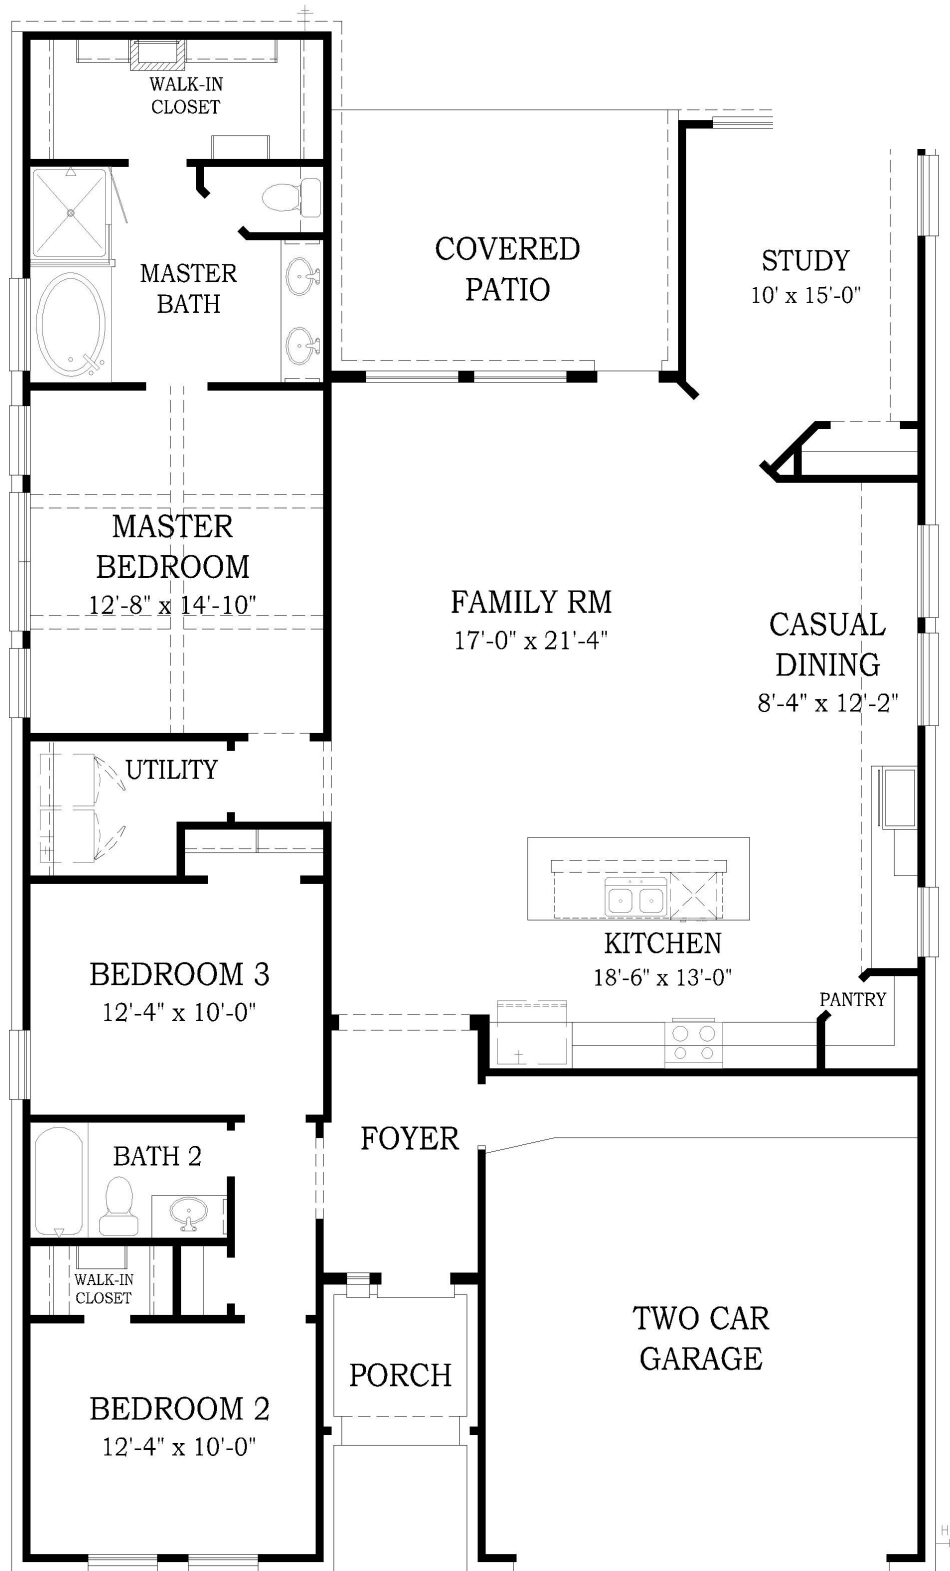 WALK-IN
CLOSET
COVERED
PATIO
STUDY
10' x 15'-0"
MASTER
BATH
MASTER
BEDROOM
12'-8" x 14'-10"
FAMILY RM
17'-0" x 21'-4"
CASUAL
DINING
8'-4" x 12'-2"
UTILITY
KITCHEN
18'-6" x 13'-0"
PANTRY
BEDROOM 3
12'-4" x 10'-0"
FOYER
BATH 2
WALK-IN
CLOSET
TWO CAR
GARAGE
PORCH
BEDROOM 2
12'-4" x 10'-0"
H